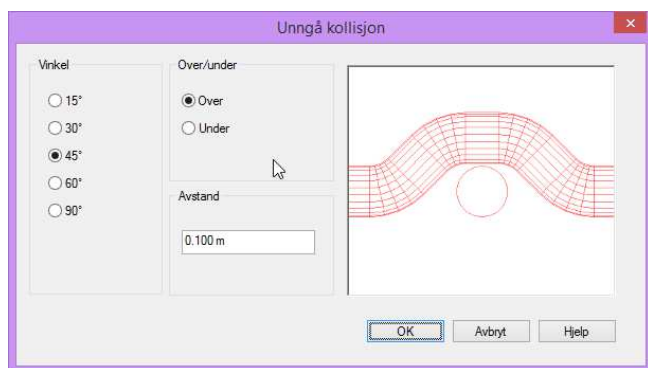 Unngå kollisjon
Vinkel
15°
30°
45°
60°
90°
Over/under
Over
Under
Avstand
0.100 m
OK
Avbryt
Hjelp